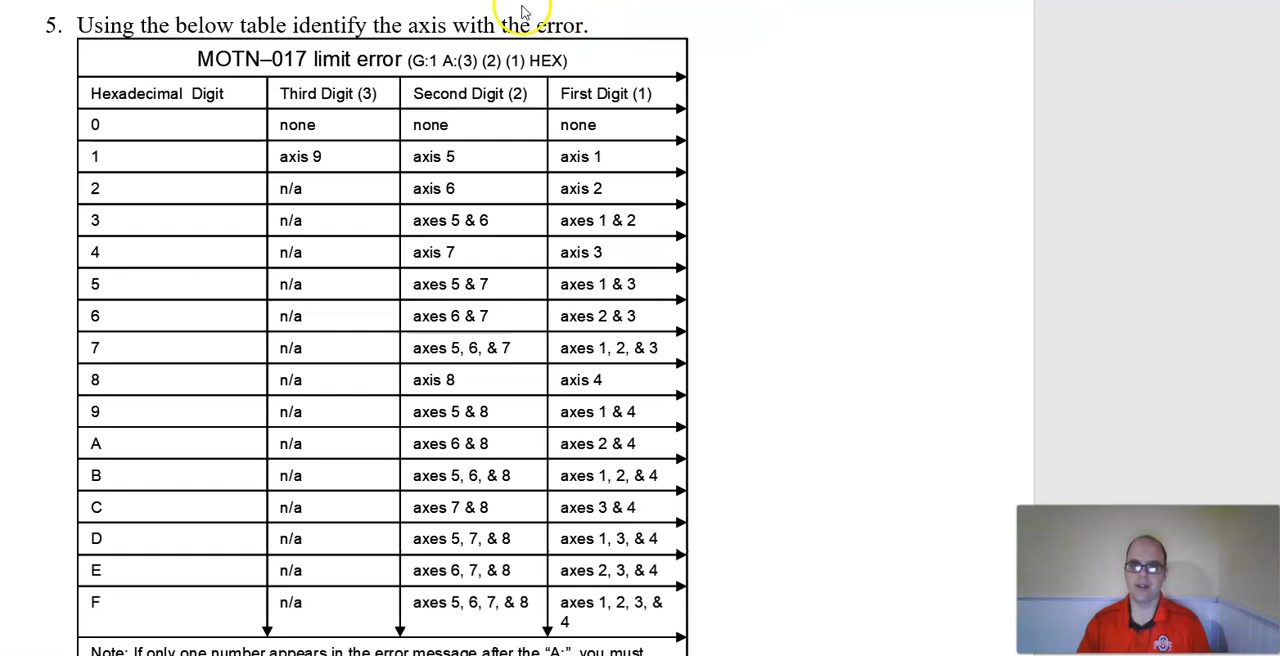 5. Using the below table identify the axis with the error.
MOTN–017 limit error (G:1 A:(3) (2) (1) HEX)
Hexadecimal Digit Third Digit (3) Second Digit (2) First Digit (1)
0 none none none
1 axis 9 axis 5 axis 1
2 n/a axis 6 axis 2
3 n/a axes 5 & 6 axes 1 & 2
4 n/a axis 7 axis 3
5 n/a axes 5 & 7 axes 1 & 3
6 n/a axes 6 & 7 axes 2 & 3
7 n/a axes 5, 6, & 7 axes 1, 2, & 3
8 n/a axis 8 axis 4
9 n/a axes 5 & 8 axes 1 & 4
A n/a axes 6 & 8 axes 2 & 4
B n/a axes 5, 6, & 8 axes 1, 2, & 4
C n/a axes 7 & 8 axes 3 & 4
D n/a axes 5, 7, & 8 axes 1, 3, & 4
E n/a axes 6, 7, & 8 axes 2, 3, & 4
F n/a axes 5, 6, 7, & 8 axes 1, 2, 3, &
4
Note: If only one number appears in the error message after the “A:”, you must